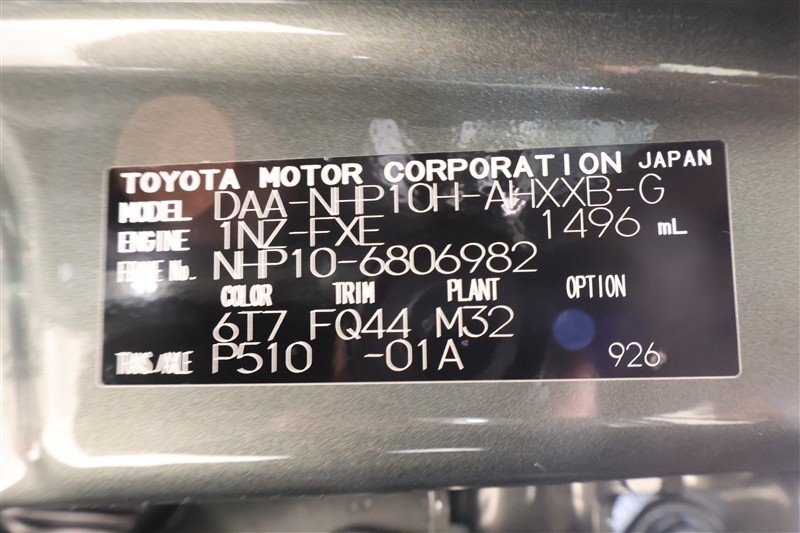 TOYOTA MOTOR CORPORATION JAPAN
MODEL DAA-NHP10H-AHXXB-G
ENGINE 1NZ-FXE 1496 mL
FRAME No. NHP10-6806982
COLOR TRIM PLANT OPTION
6T7 FQ44 M32
TRANS/AXLE P510 -01A 926